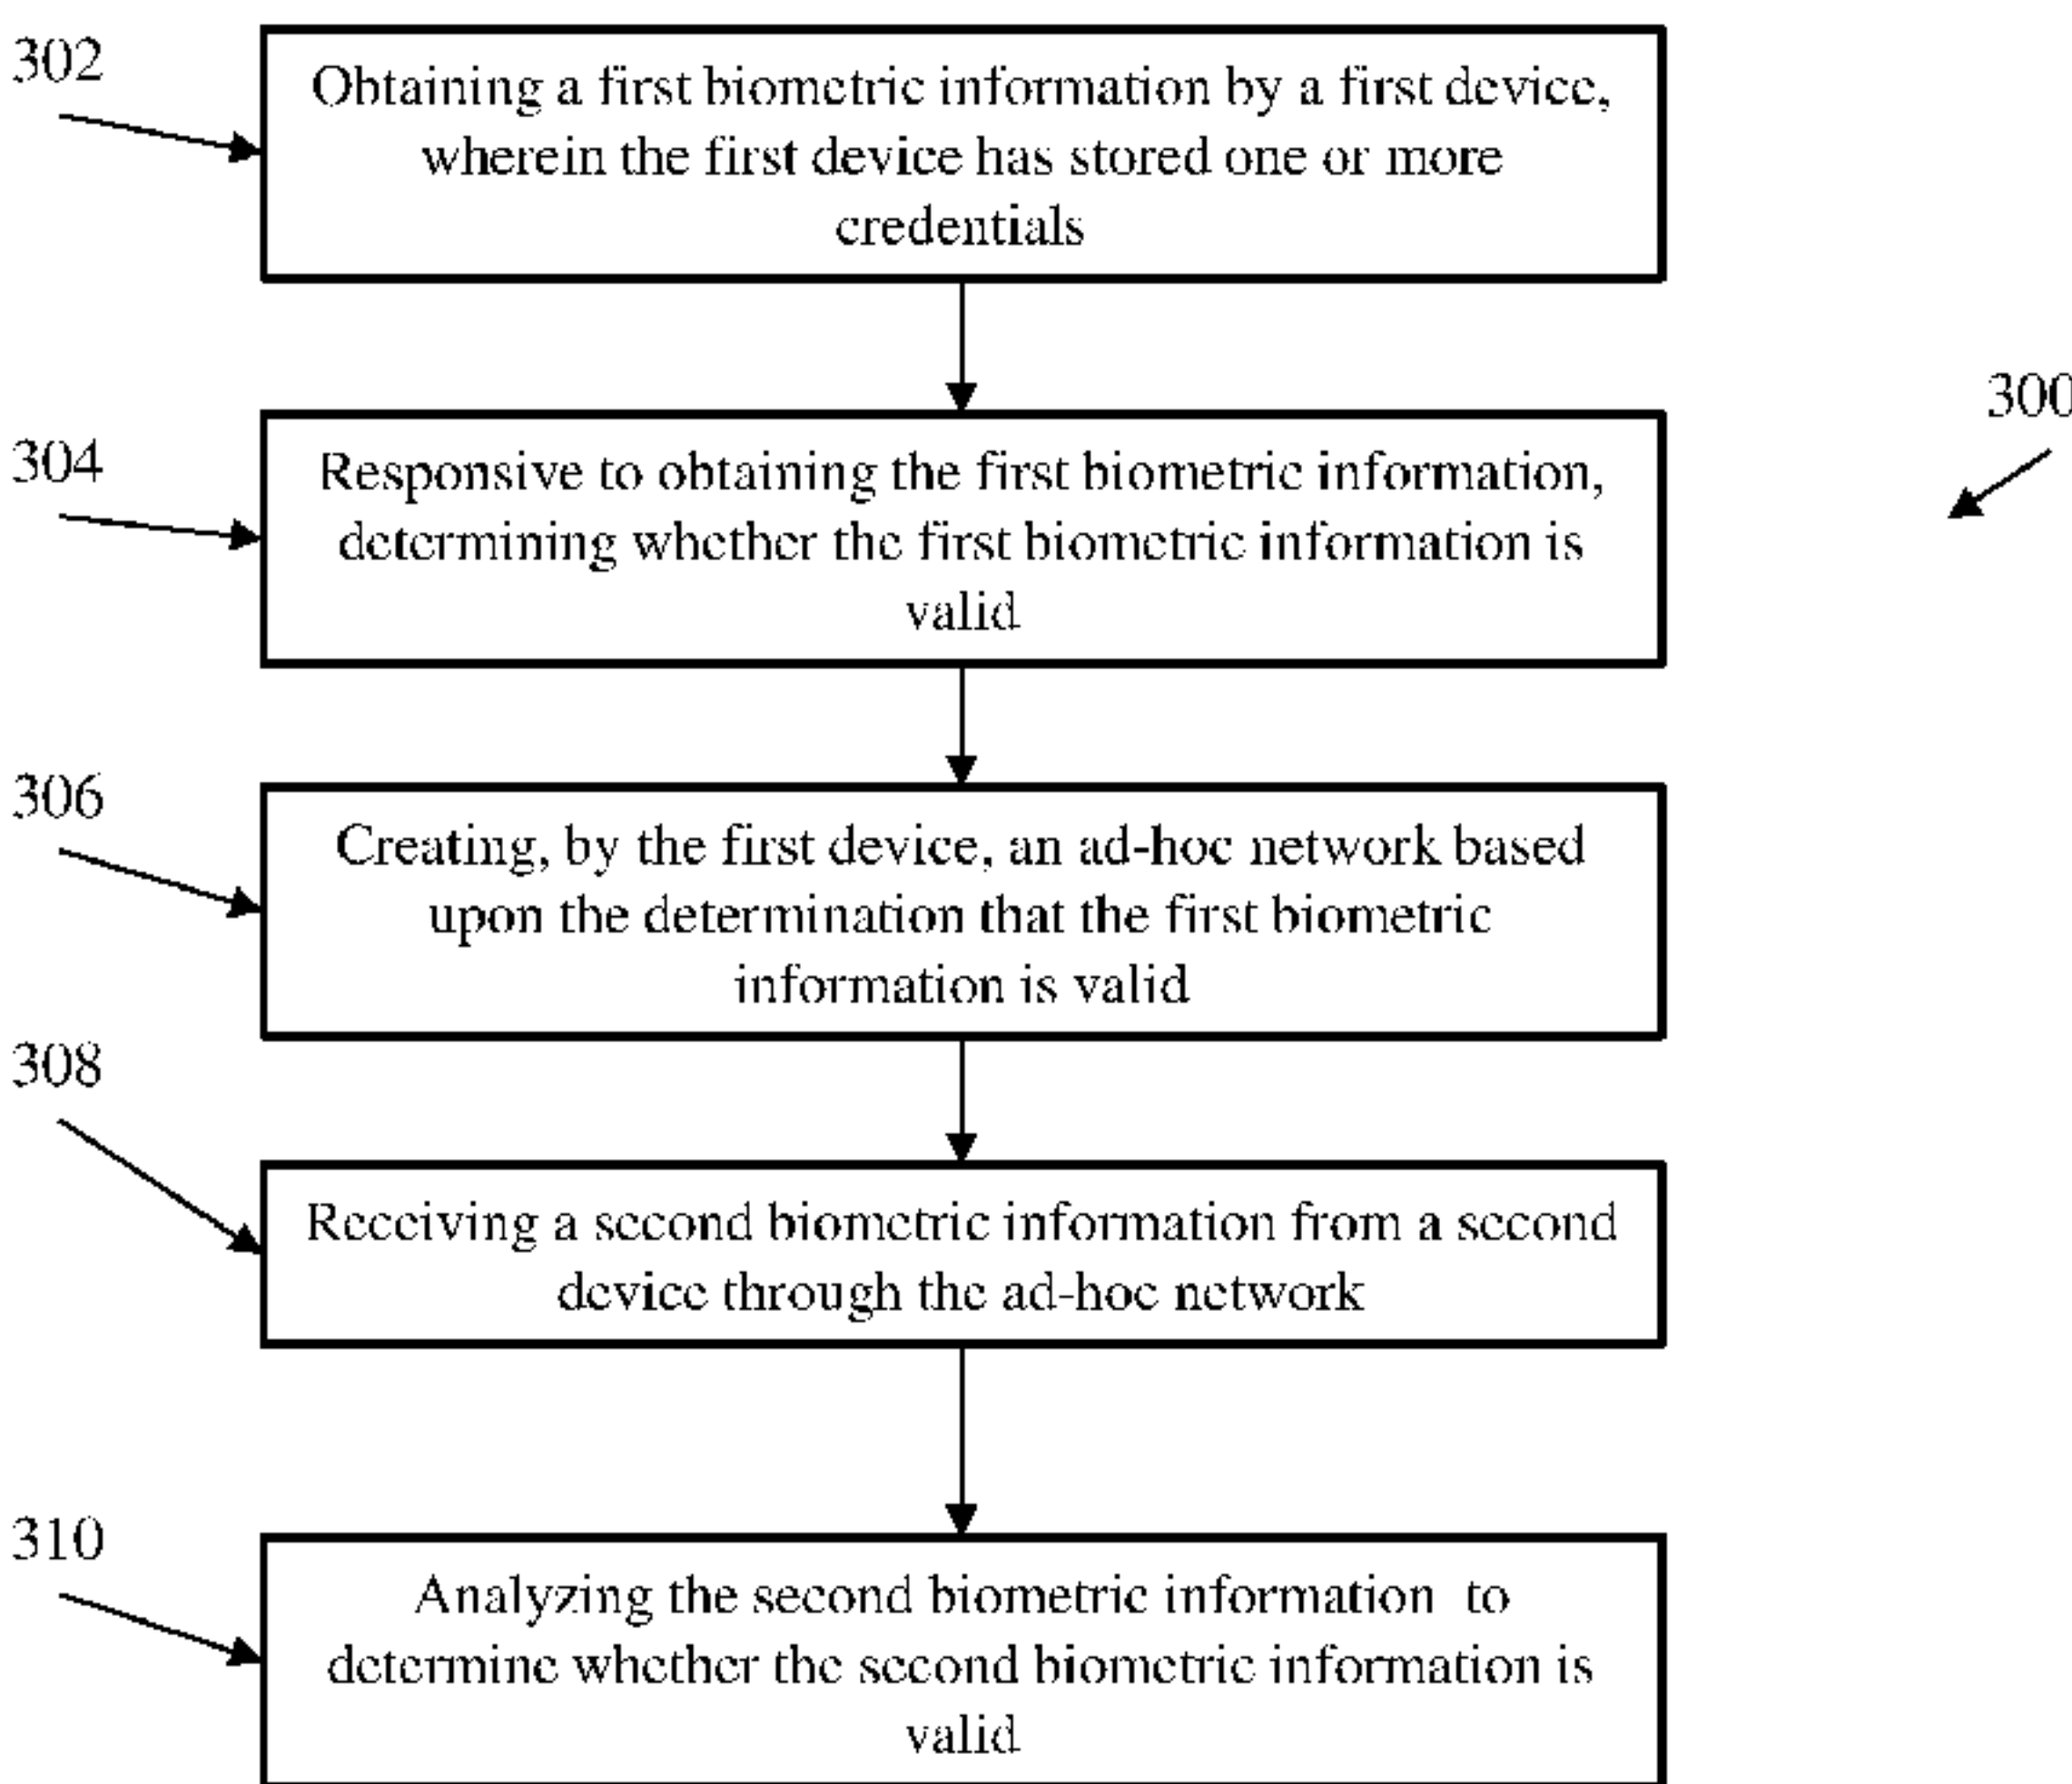 302
Obtaining a first biometric information by a first device,
wherein the first device has stored one or more
credentials
300
304
Responsive to obtaining the first biometric information,
determining whether the first biometric information is
valid
306
Creating, by the first device, an ad-hoc network based
upon the determination that the first biometric
information is valid
308
Receiving a second biometric information from a second
device through the ad-hoc network
310
Analyzing the second biometric information to
determine whether the second biometric information is
valid